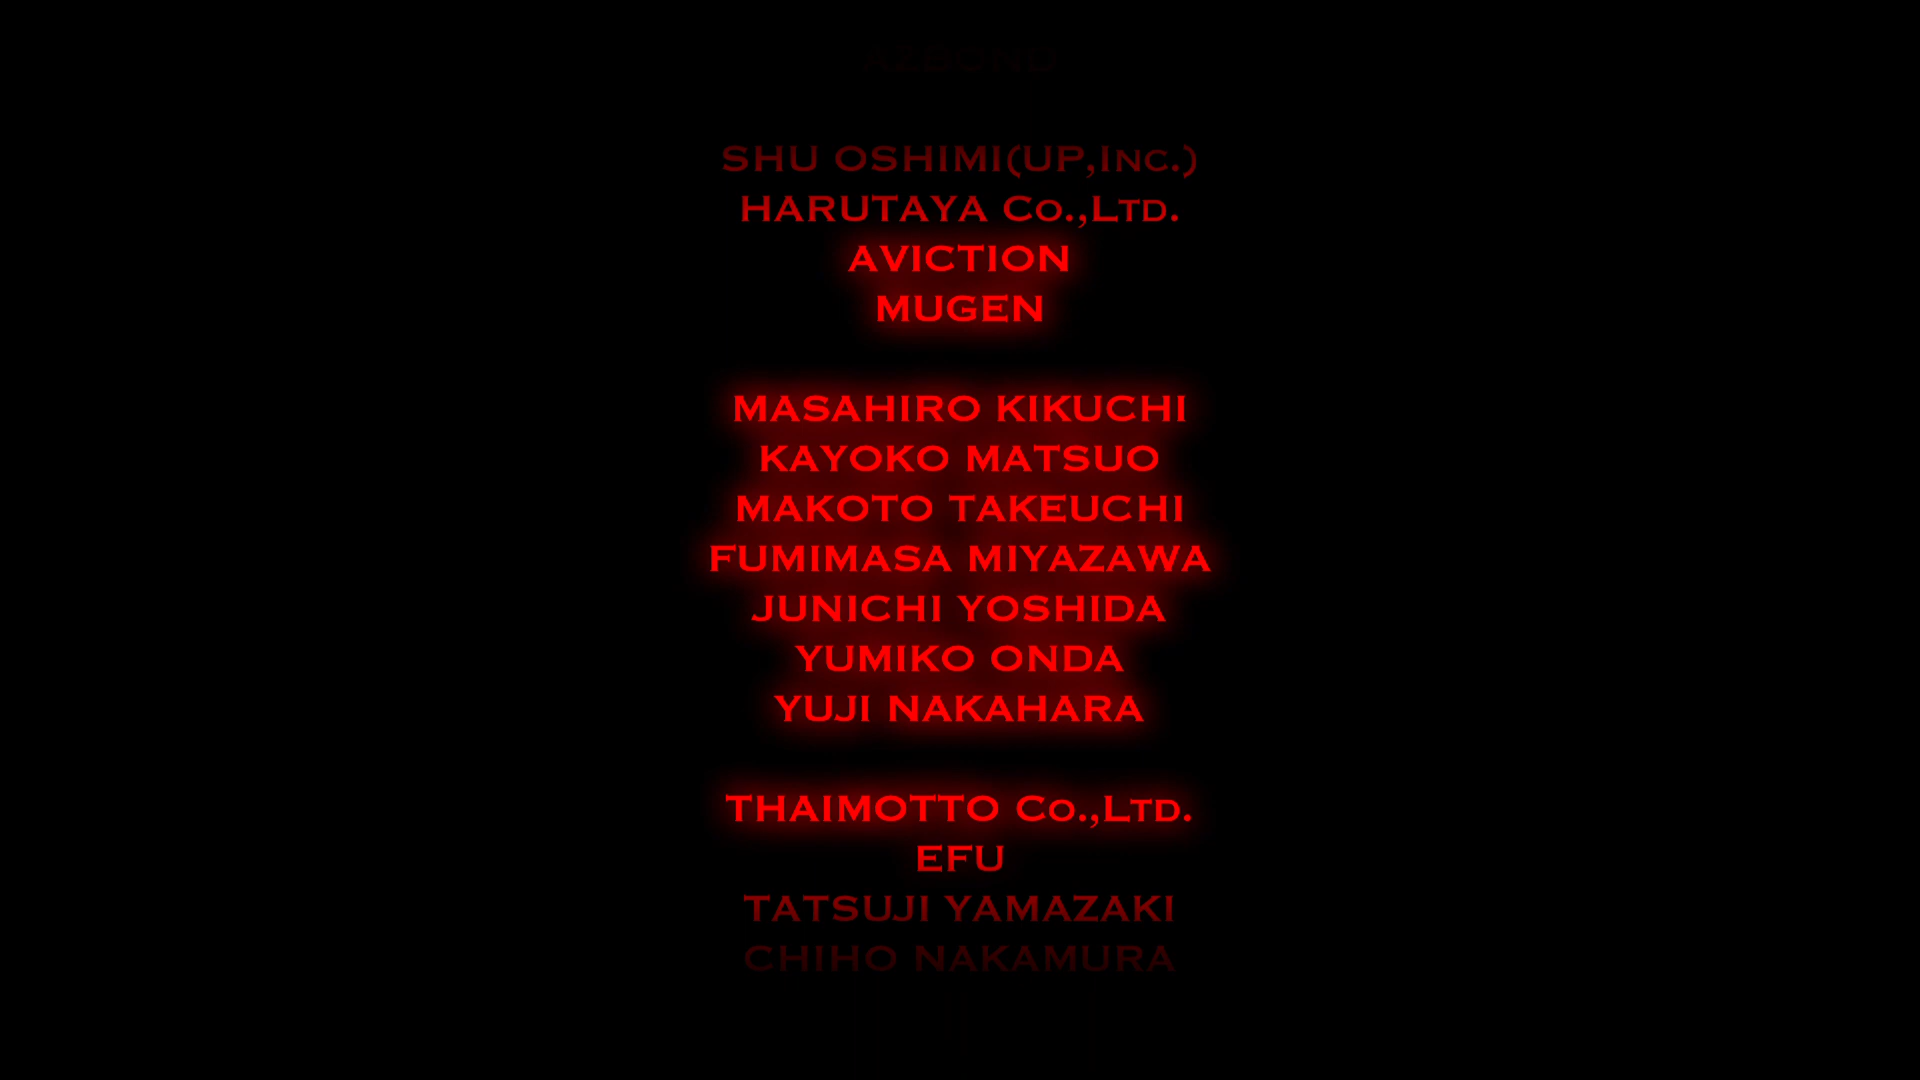 AZBOND
SHU OSHIMI(UP,INC.)
HARUTAYA CO.,LTD.
AVICTION
MUGEN
MASAHIRO KIKUCHI
KAYOKO MATSUO
MAKOTO TAKEUCHI
FUMIMASA MIYAZAWA
JUNICHI YOSHIDA
YUMIKO ONDA
YUJI NAKAHARA
THAIMOTTO CO.,LTD.
EFU
TATSUJI YAMAZAKI
CHIHO NAKAMURA